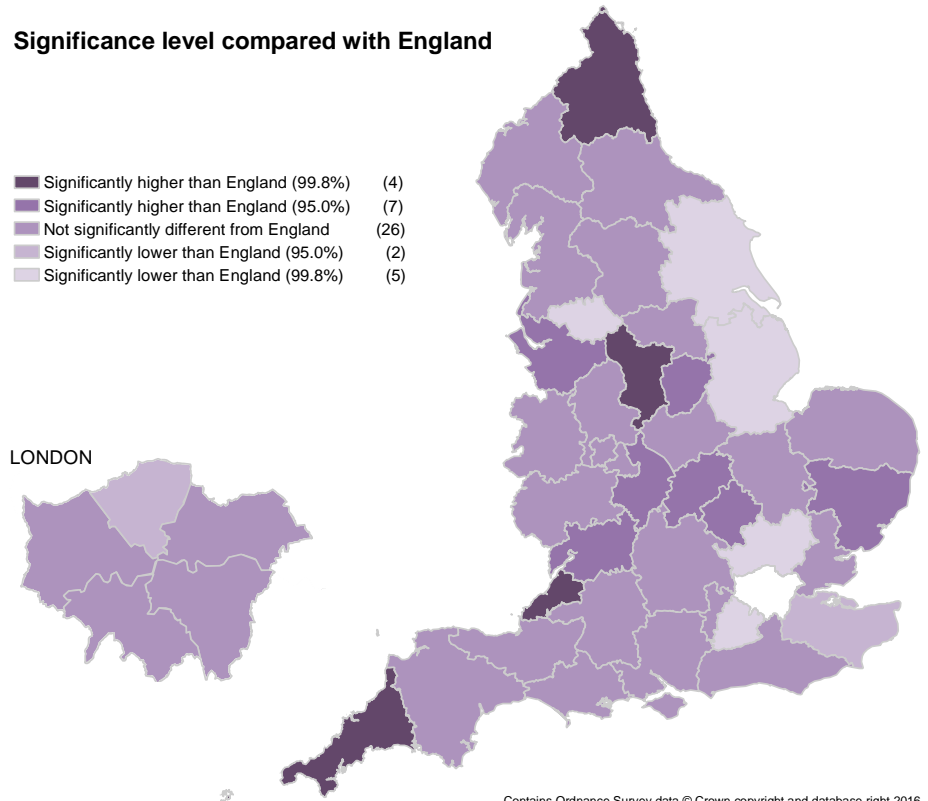 Significance level compared with England
Significantly higher than England (99.8%) (4)
Significantly higher than England (95.0%) (7)
Not significantly different from England (26)
Significantly lower than England (95.0%) (2)
Significantly lower than England (99.8%) (5)
LONDON
Contains Ordnance Survey data © Crown copyright and database right 2016